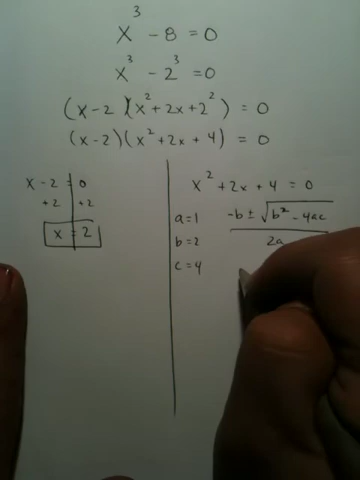 x³ - 8 = 0
x³ - 2³ = 0
(x-2)(x²+2x+2²) = 0
(x-2)(x²+2x+4) = 0
x - 2 = 0
+2 +2
x = 2
x² + 2x + 4 = 0
a = 1
b = 2
c = 4
-b ± √b² - 4ac
2a